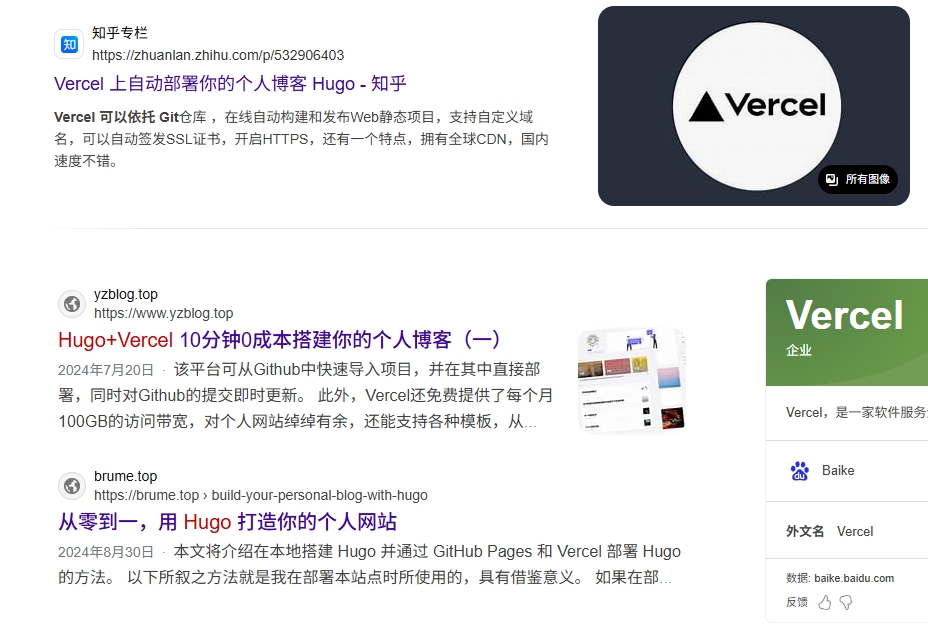 知乎专栏
https://zhuanlan.zhihu.com/p/532906403
Vercel 上自动部署你的个人博客 Hugo - 知乎
Vercel 可以依托 Git仓库 ，在线自动构建和发布Web静态项目，支持自定义域
名，可以自动签发SSL证书，开启HTTPS，还有一个特点，拥有全球CDN，国内
速度不错。
Vercel
所有图像
yzblog.top
https://www.yzblog.top
Hugo+Vercel 10分钟0成本搭建你的个人博客（一）
2024年7月20日 · 该平台可从Github中快速导入项目，并在其中直接部
署，同时对Github的提交即时更新。 此外，Vercel还免费提供了每个月
100GB的访问带宽，对个人网站绰绰有余，还能支持各种模板，从...
brume.top
https://brume.top › build-your-personal-blog-with-hugo
从零到一，用 Hugo 打造你的个人网站
2024年8月30日 · 本文将介绍在本地搭建 Hugo 并通过 GitHub Pages 和 Vercel 部署 Hugo
的方法。 以下所叙之方法就是我在部署本站点时所使用的，具有借鉴意义。 如果在部...
Vercel
企业
Vercel，是一家软件服务
du
Baike
外文名 Vercel
数据: baike.baidu.com
反馈